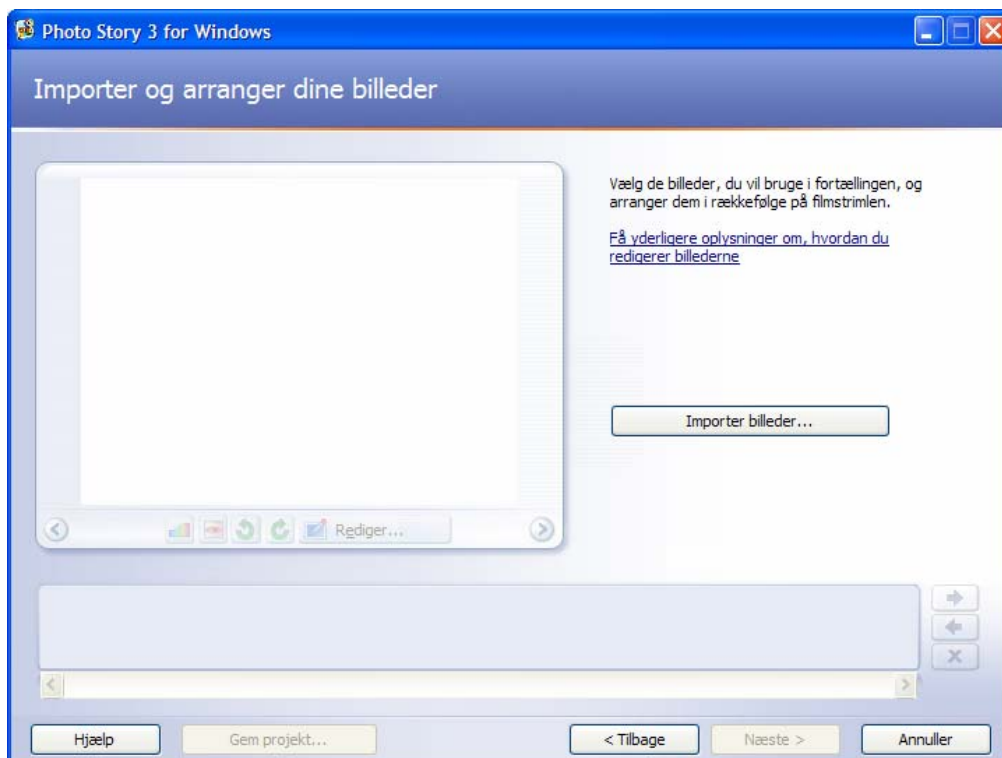 Photo Story 3 for Windows
Importer og arranger dine billeder
Vælg de billeder, du vil bruge i fortællingen, og
arranger dem i rækkefølge på filmstrimlen.
Få yderligere oplysninger om, hvordan du
redigerer billederne
Importer billeder...
Rediger...
Hjælp
Gem projekt...
< Tilbage
Næste >
Annuller